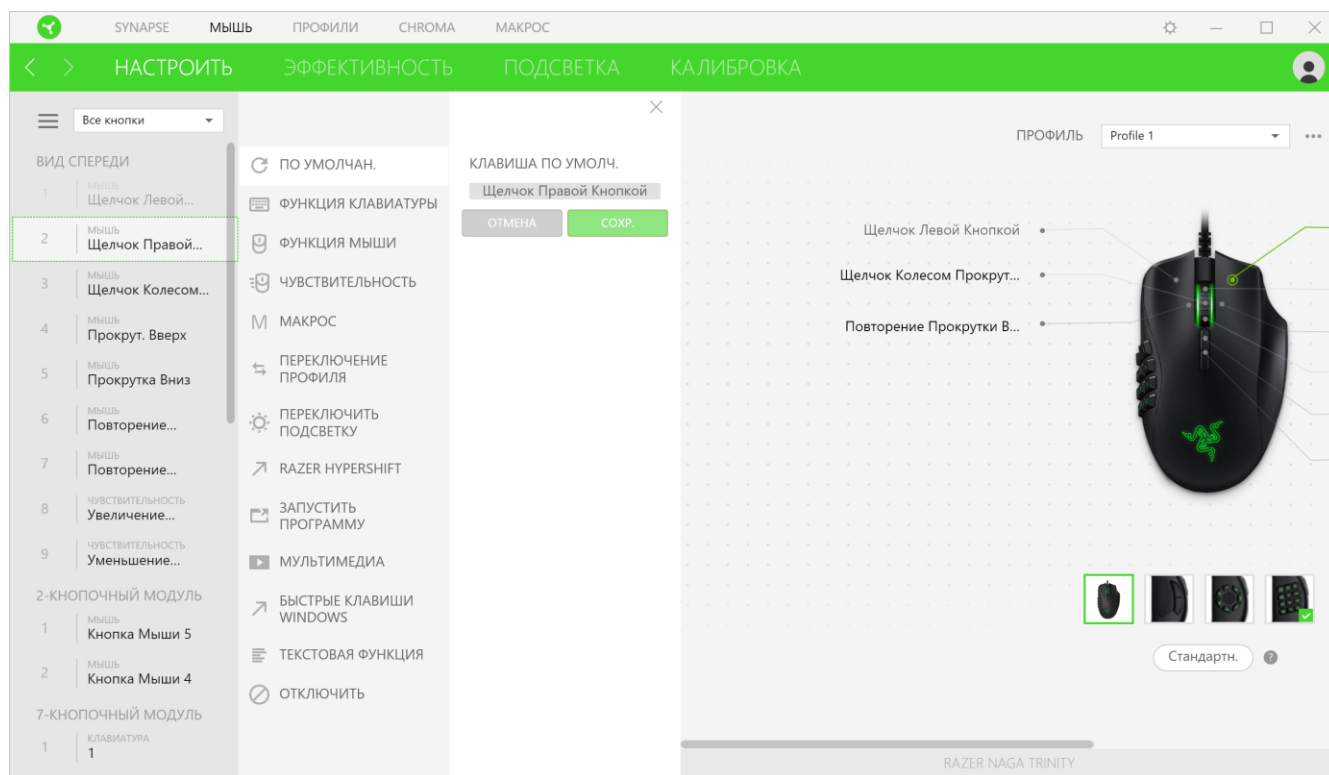 SYNAPSE МЫШЬ ПРОФИЛИ CHROMA МАКРОС
НАСТРОИТЬ ЭФФЕКТИВНОСТЬ ПОДСВЕТКА КАЛИБРОВКА
Все кнопки
ВИД СПЕРЕДИ
1 МЫШЬ
Щелчок Левой...
2 МЫШЬ
Щелчок Правой...
3 МЫШЬ
Щелчок Колесом...
4 МЫШЬ
Прокрут. Вверх
5 МЫШЬ
Прокрутка Вниз
6 МЫШЬ
Повторение...
7 МЫШЬ
Повторение...
8 ЧУВСТВИТЕЛЬНОСТЬ
Увеличение...
9 ЧУВСТВИТЕЛЬНОСТЬ
Уменьшение...
2-КНОПОЧНЫЙ МОДУЛЬ
1 МЫШЬ
Кнопка Мыши 5
2 МЫШЬ
Кнопка Мыши 4
7-КНОПОЧНЫЙ МОДУЛЬ
1 КЛАВИАТУРА
1
ПО УМОЛЧАН.
ФУНКЦИЯ КЛАВИАТУРЫ
ФУНКЦИЯ МЫШИ
ЧУВСТВИТЕЛЬНОСТЬ
МАКРОС
ПЕРЕКЛЮЧЕНИЕ
ПРОФИЛЯ
ПЕРЕКЛЮЧИТЬ
ПОДСВЕТКУ
RAZER HYPERSHIFT
ЗАПУСТИТЬ
ПРОГРАММУ
МУЛЬТИМЕДИА
БЫСТРЫЕ КЛАВИШИ
WINDOWS
ТЕКСТОВАЯ ФУНКЦИЯ
ОТКЛЮЧИТЬ
КЛАВИША ПО УМОЛЧ.
Щелчок Правой Кнопкой
ОТМЕНА СОХР.
ПРОФИЛЬ Profile 1
Щелчок Левой Кнопкой
Щелчок Колесом Прокрут...
Повторение Прокрутки В...
Стандартн. ?
RAZER NAGA TRINITY